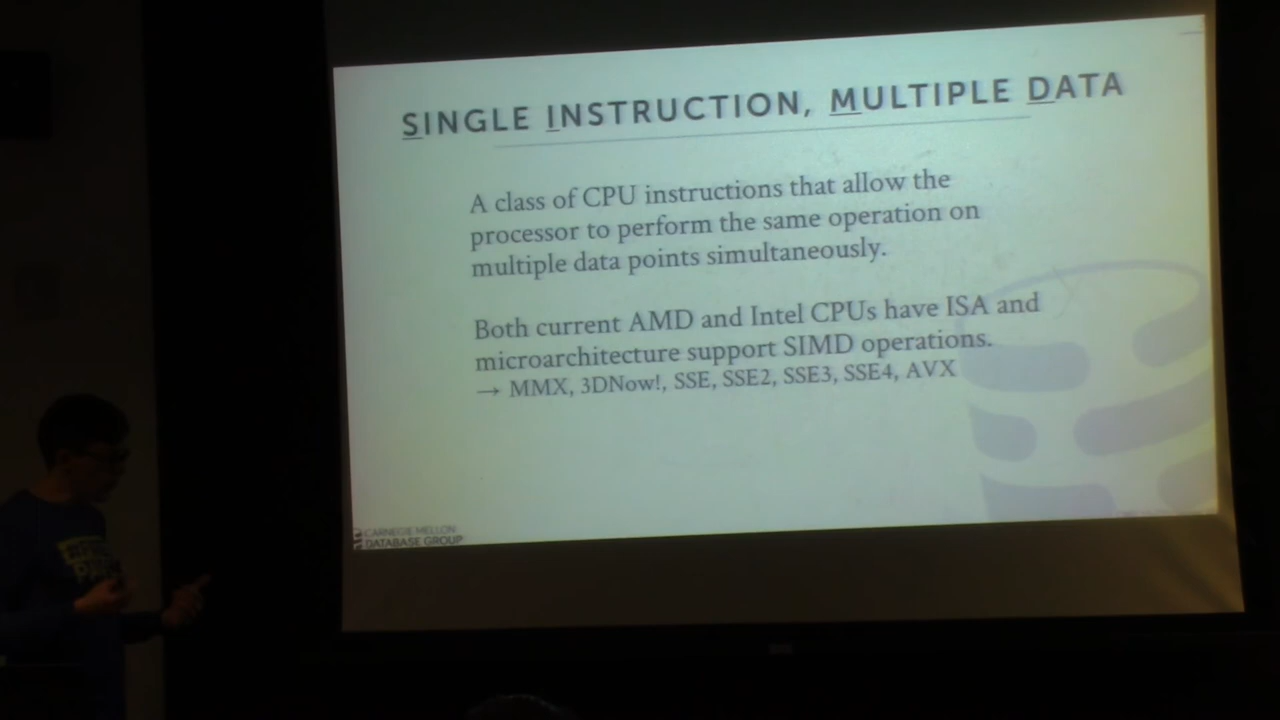 SINGLE INSTRUCTION, MULTIPLE DATA
A class of CPU instructions that allow the
processor to perform the same operation on
multiple data points simultaneously.
Both current AMD and Intel CPUs have ISA and
microarchitecture support SIMD operations.
→ MMX, 3DNow!, SSE, SSE2, SSE3, SSE4, AVX
CARNEGIE MELLON
DATABASE GROUP